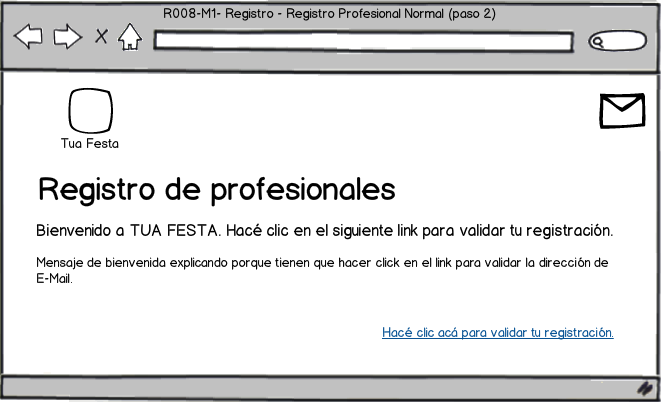 R008-M1- Registro - Registro Profesional Normal (paso 2)
Tua Festa
Registro de profesionales
Bienvenido a TUA FESTA. Hacé clic en el siguiente link para validar tu registración.
Mensaje de bienvenida explicando porque tienen que hacer click en el link para validar la dirección de
E-Mail.
Hacé clic acá para validar tu registración.